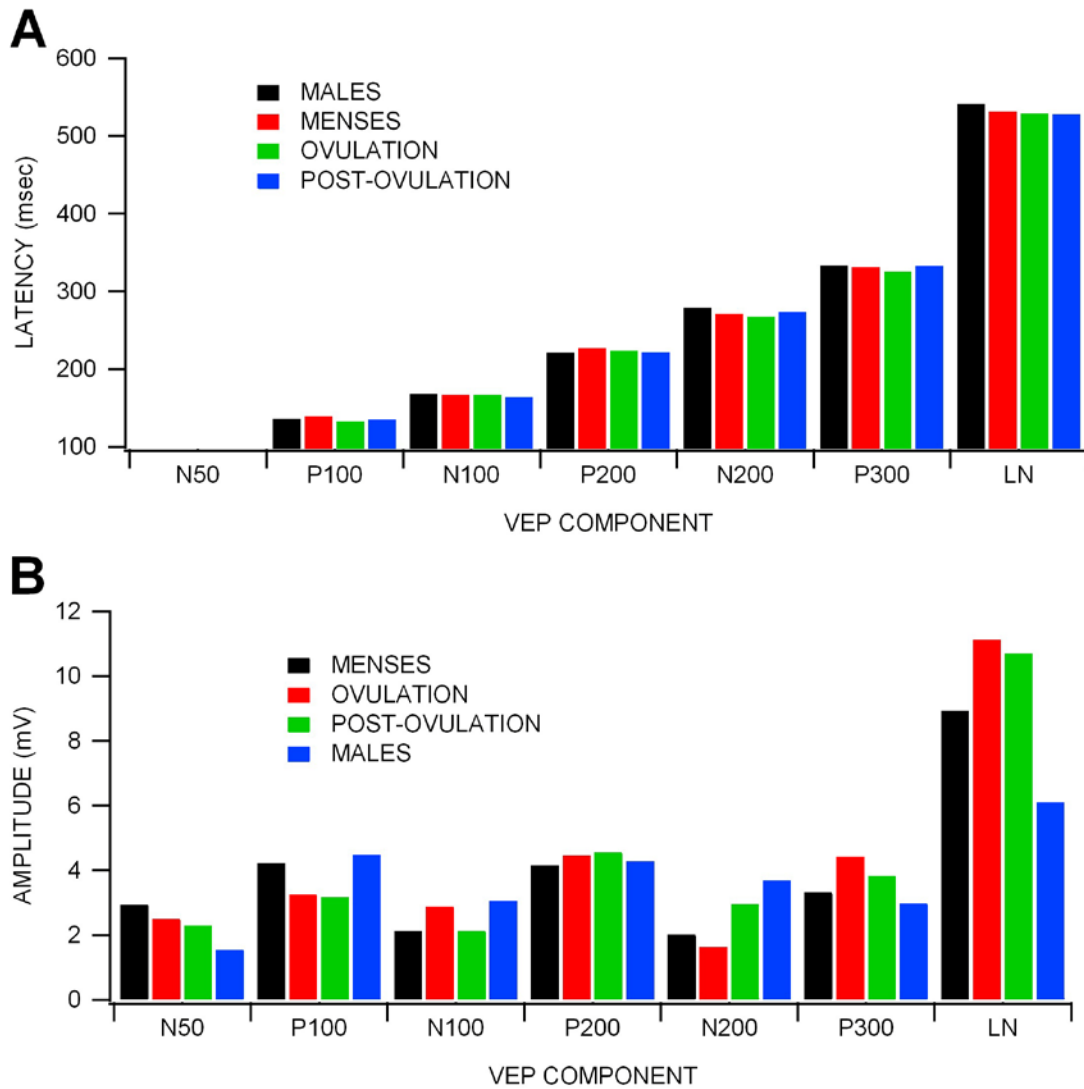 A
600
500
400
300
200
100
LATENCY (msec)
MALES
MENSES
OVULATION
POST-OVULATION
N50 P100 N100 P200 N200 P300 LN
VEP COMPONENT
B
12
10
8
6
4
2
0
AMPLITUDE (mV)
MENSES
OVULATION
POST-OVULATION
MALES
N50 P100 N100 P200 N200 P300 LN
VEP COMPONENT